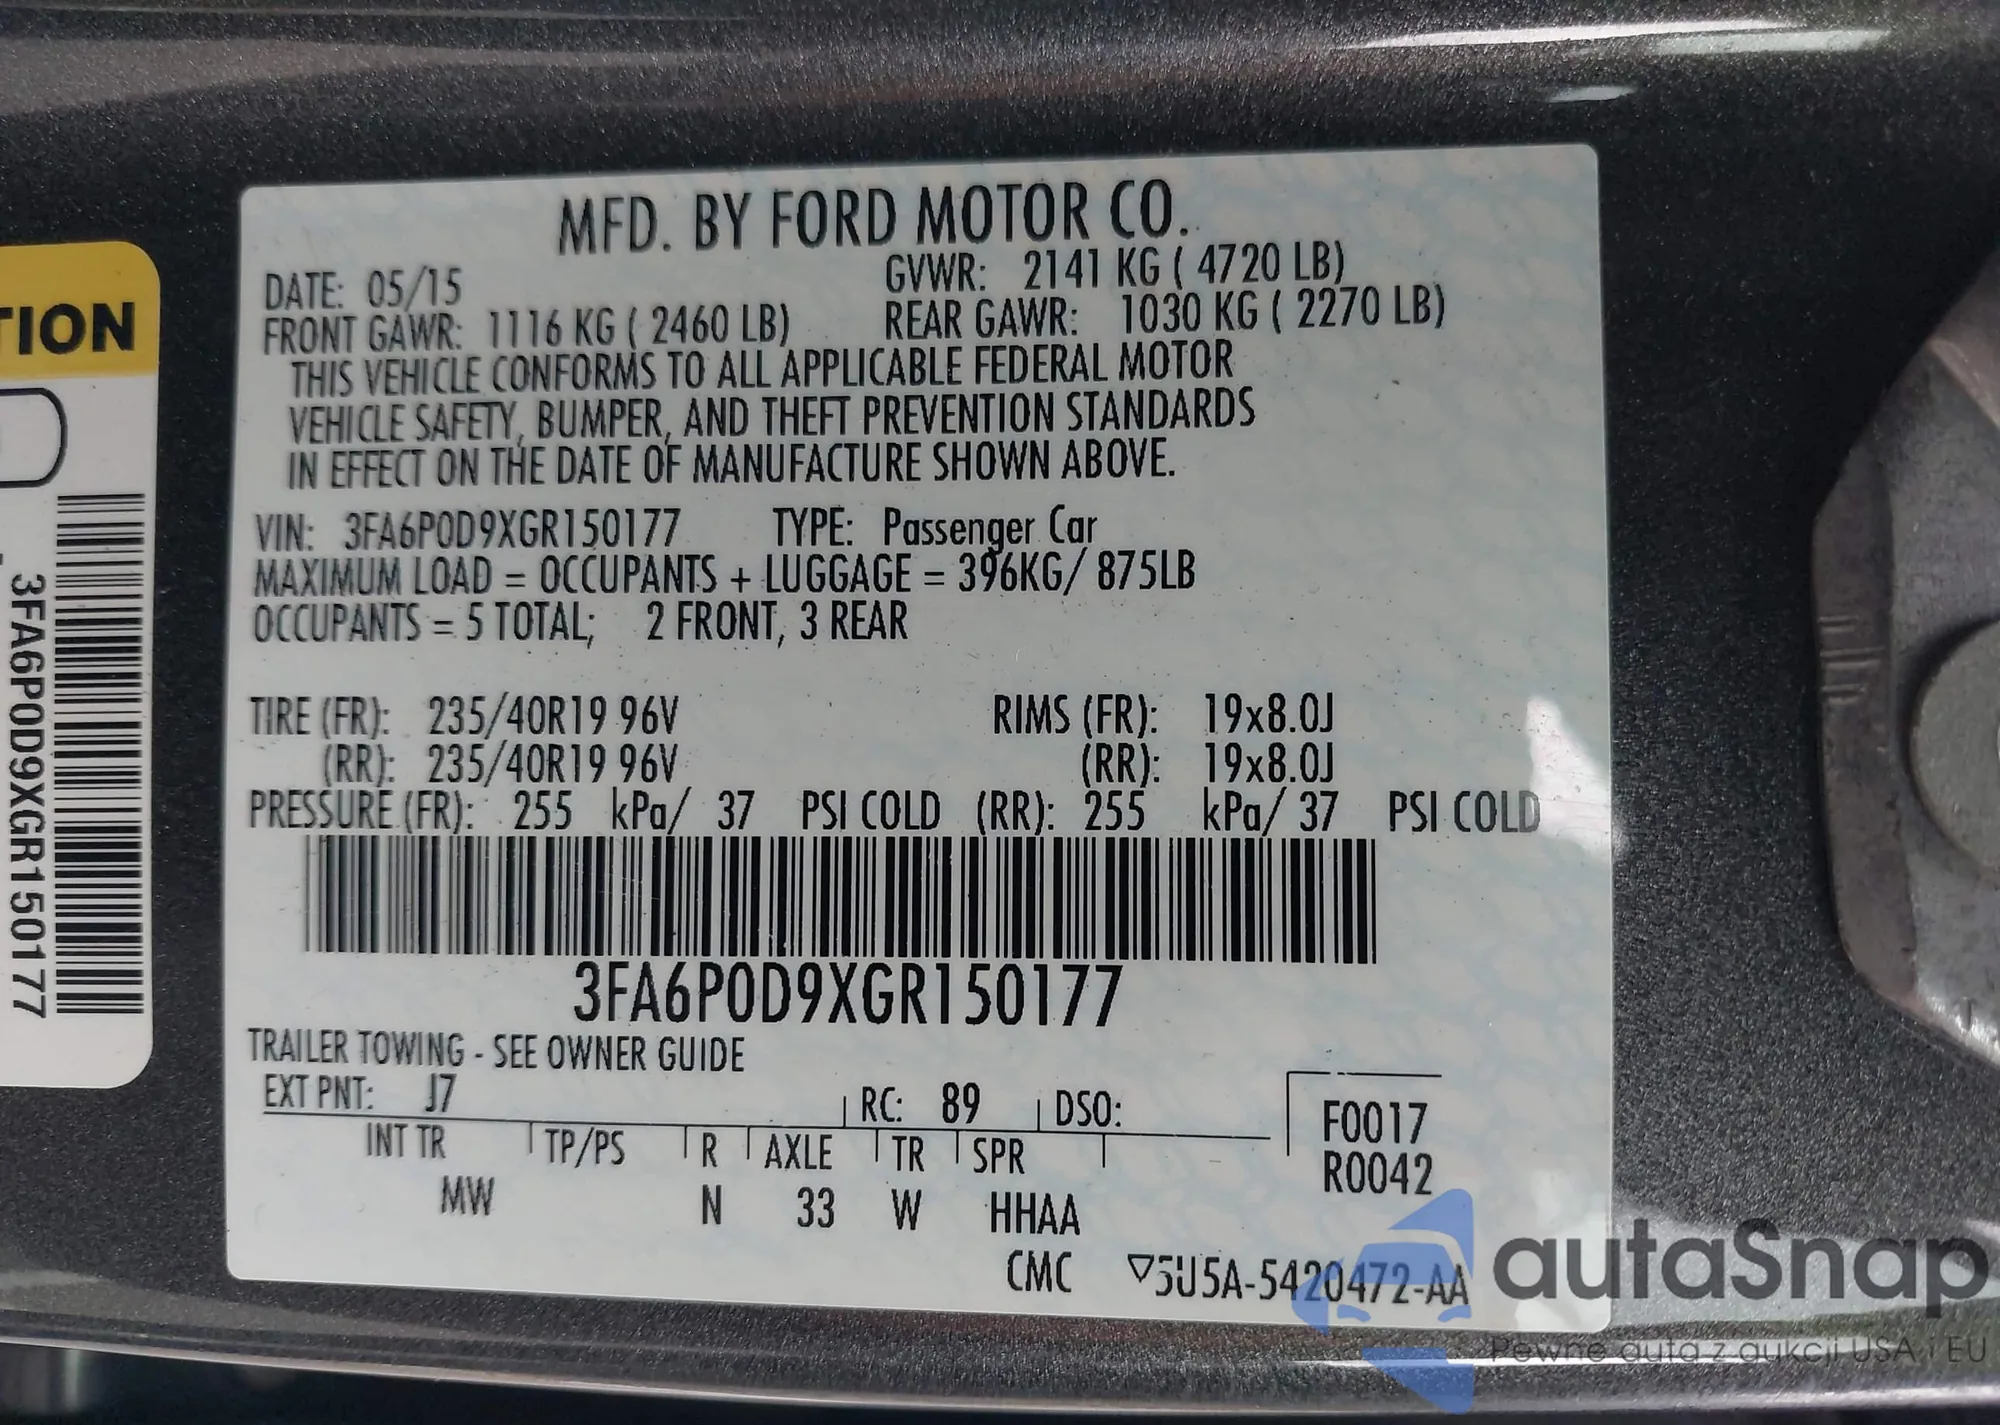 MFD. BY FORD MOTOR CO.
DATE: 05/15 GVWR: 2141 KG ( 4720 LB)
FRONT GAWR: 1116 KG ( 2460 LB) REAR GAWR: 1030 KG ( 2270 LB)
THIS VEHICLE CONFORMS TO ALL APPLICABLE FEDERAL MOTOR
VEHICLE SAFETY, BUMPER, AND THEFT PREVENTION STANDARDS
IN EFFECT ON THE DATE OF MANUFACTURE SHOWN ABOVE.
VIN: 3FA6P0D9XGR150177 TYPE: Passenger Car
MAXIMUM LOAD = OCCUPANTS + LUGGAGE = 396KG/ 875LB
OCCUPANTS = 5 TOTAL; 2 FRONT, 3 REAR
TIRE (FR): 235/40R19 96V RIMS (FR): 19x8.0J
(RR): 235/40R19 96V (RR): 19x8.0J
PRESSURE (FR): 255 kPa/ 37 PSI COLD (RR): 255 kPa/ 37 PSI COLD
3FA6P0D9XGR150177
TRAILER TOWING - SEE OWNER GUIDE
EXT PNT: J7 RC: 89 DSO:
INT TR TP/PS R AXLE TR SPR
MW N 33 W HHAA
F0017
R0042
CMC ▽5U5A-5420472-AA
TION
3FA6P0D9XGR150177
autaSnap
Pewne auta z aukcji USA i EU